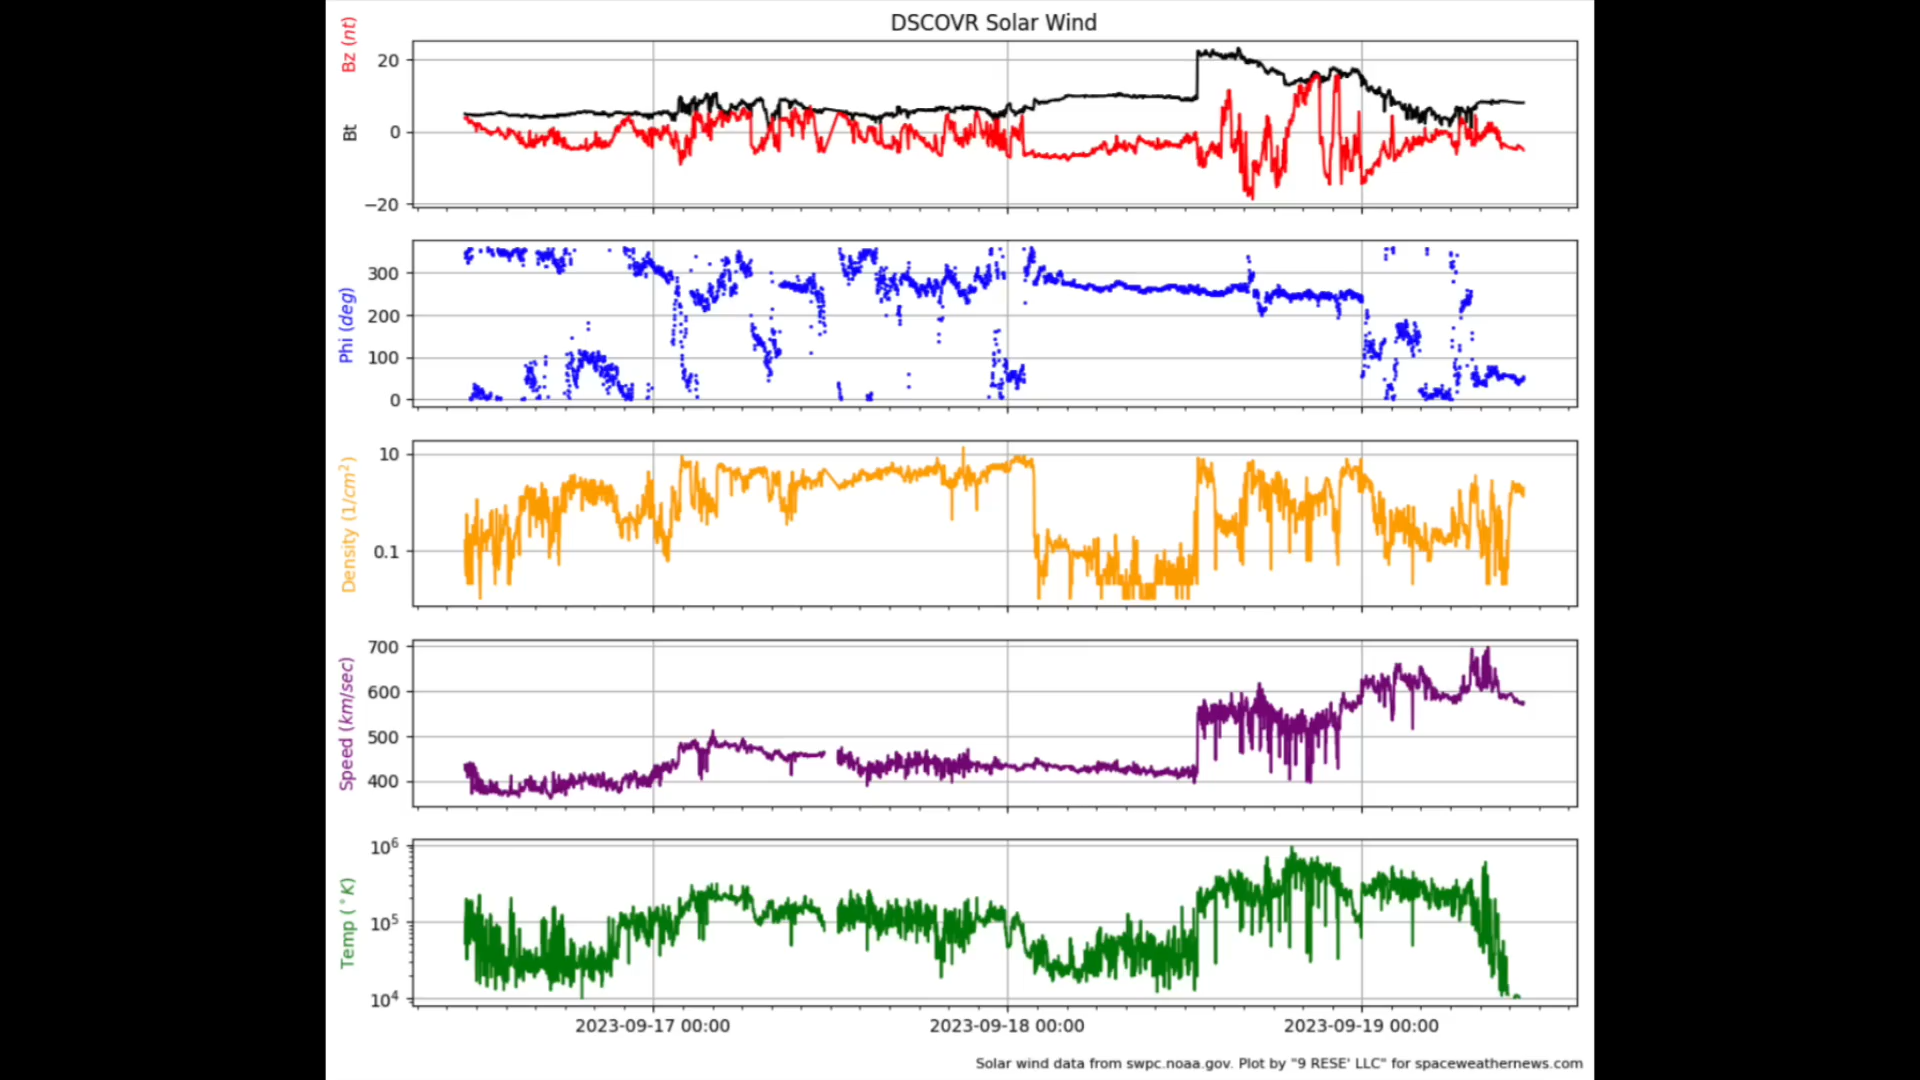 DSCOVR Solar Wind
Bz (nt)
Bt
20
0
−20
Phi (deg)
300
200
100
0
Density (1/cm²)
10
0.1
Speed (km/sec)
700
600
500
400
Temp (°K)
10⁶
10⁵
10⁴
2023-09-17 00:00 2023-09-18 00:00 2023-09-19 00:00
Solar wind data from swpc.noaa.gov. Plot by "9 RESE' LLC" for spaceweathernews.com